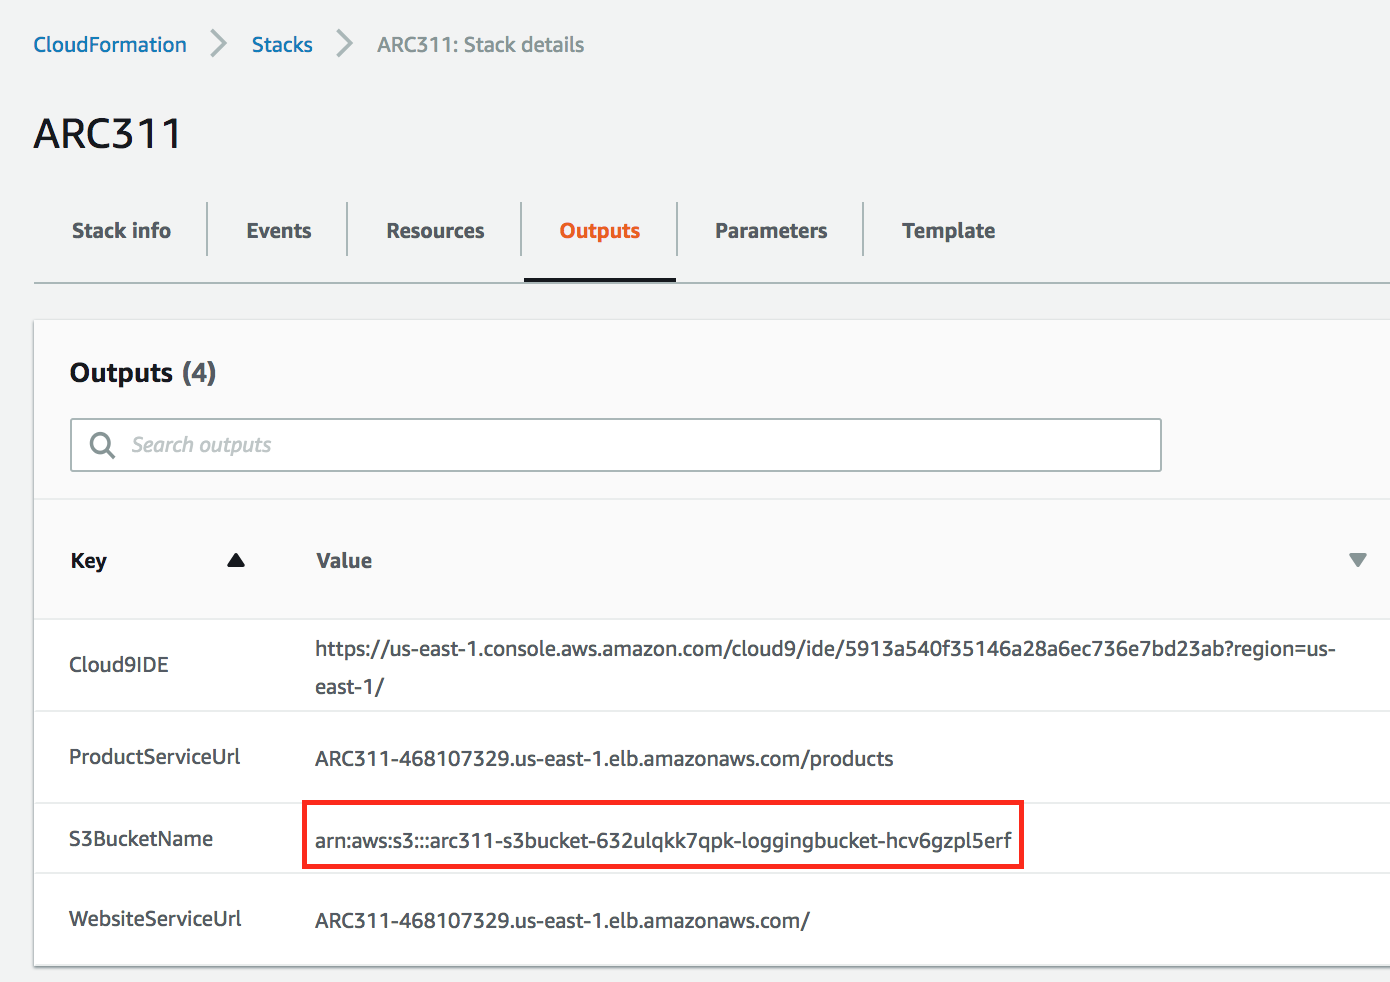 CloudFormation > Stacks > ARC311: Stack details
ARC311
Stack info Events Resources Outputs Parameters Template
Outputs (4)
Search outputs
Key Value
Cloud9IDE https://us-east-1.console.aws.amazon.com/cloud9/ide/5913a540f35146a28a6ec736e7bd23ab?region=us-
east-1/
ProductServiceUrl ARC311-468107329.us-east-1.elb.amazonaws.com/products
S3BucketName arn:aws:s3:::arc311-s3bucket-632ulqkk7qpk-loggingbucket-hcv6gzpl5erf
WebsiteServiceUrl ARC311-468107329.us-east-1.elb.amazonaws.com/